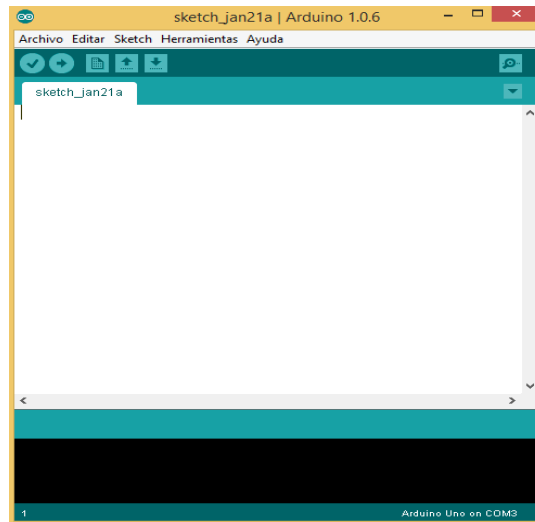 sketch_jan21a | Arduino 1.0.6
Archivo Editar Sketch Herramientas Ayuda
sketch_jan21a
1 Arduino Uno on COM3